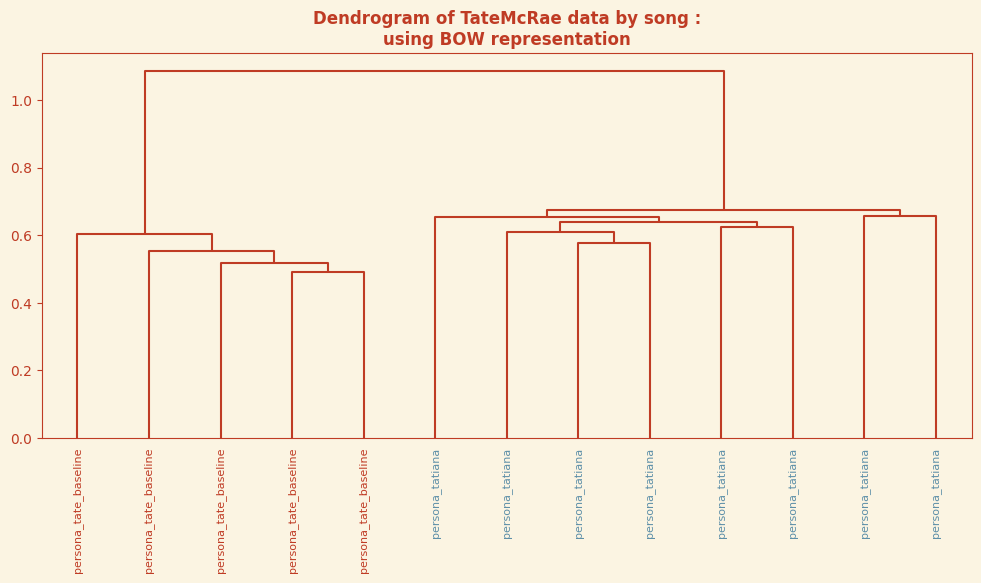 Dendrogram of TateMcRae data by song :
using BOW representation
1.0
0.8
0.6
0.4
0.2
0.0
persona_tate_baseline
persona_tate_baseline
persona_tate_baseline
persona_tate_baseline
persona_tate_baseline
persona_tatiana
persona_tatiana
persona_tatiana
persona_tatiana
persona_tatiana
persona_tatiana
persona_tatiana
persona_tatiana